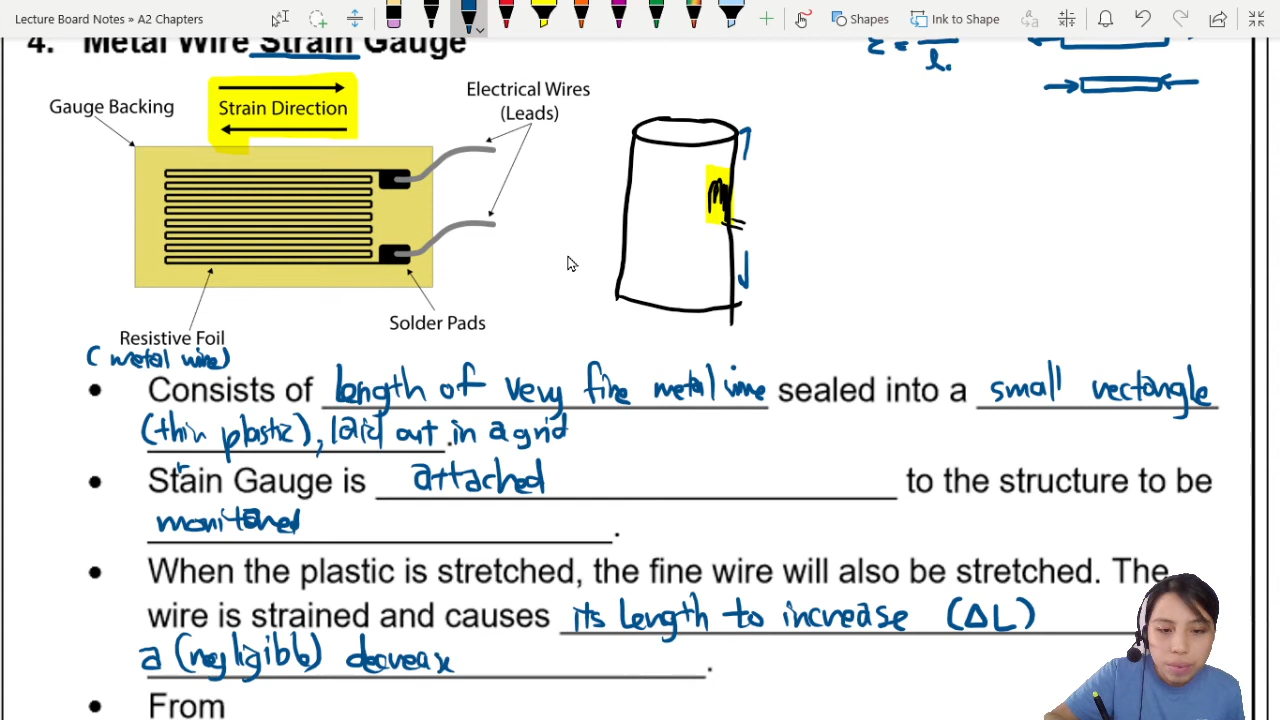 Lecture Board Notes » A2 Chapters
Shapes
Ink to Shape
4. Metal Wire Strain Gauge
ε = 
l₀
Gauge Backing
Strain Direction
Electrical Wires
(Leads)
Resistive Foil
Solder Pads
(metal wire)
• Consists of length of very fine metal wire sealed into a small rectangle
(thin plastic), laid out in a grid.
• Strain Gauge is attached to the structure to be
monitored.
• When the plastic is stretched, the fine wire will also be stretched. The
wire is strained and causes its length to increase (ΔL)
a (negligible) decrease.
• From